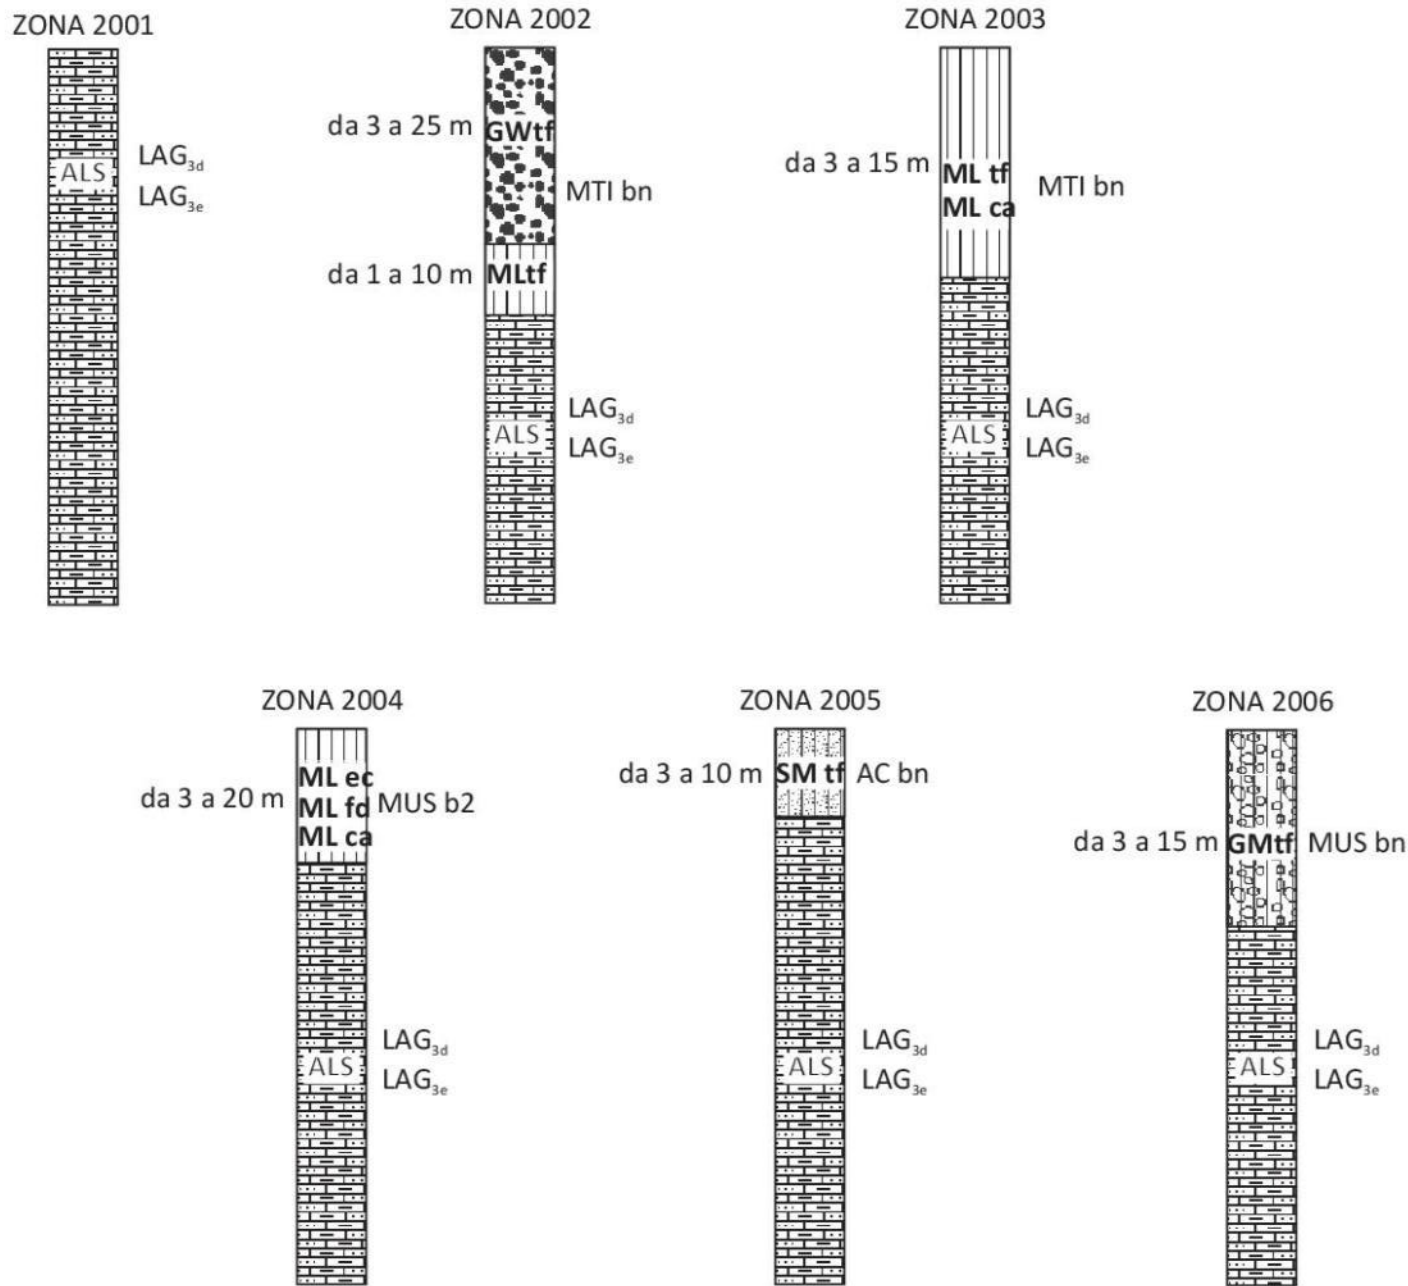 ZONA 2001
ALS
LAG3d
LAG3e
ZONA 2002
da 3 a 25 m
GWtf
MTI bn
da 1 a 10 m
MLtf
LAG3d
ALS
LAG3e
ZONA 2003
da 3 a 15 m
ML tf
ML ca
MTI bn
LAG3d
ALS
LAG3e
ZONA 2004
da 3 a 20 m
ML ec
ML fd
ML ca
MUS b2
LAG3d
ALS
LAG3e
ZONA 2005
da 3 a 10 m
SM tf
AC bn
LAG3d
ALS
LAG3e
ZONA 2006
da 3 a 15 m
GMtf
MUS bn
LAG3d
ALS
LAG3e